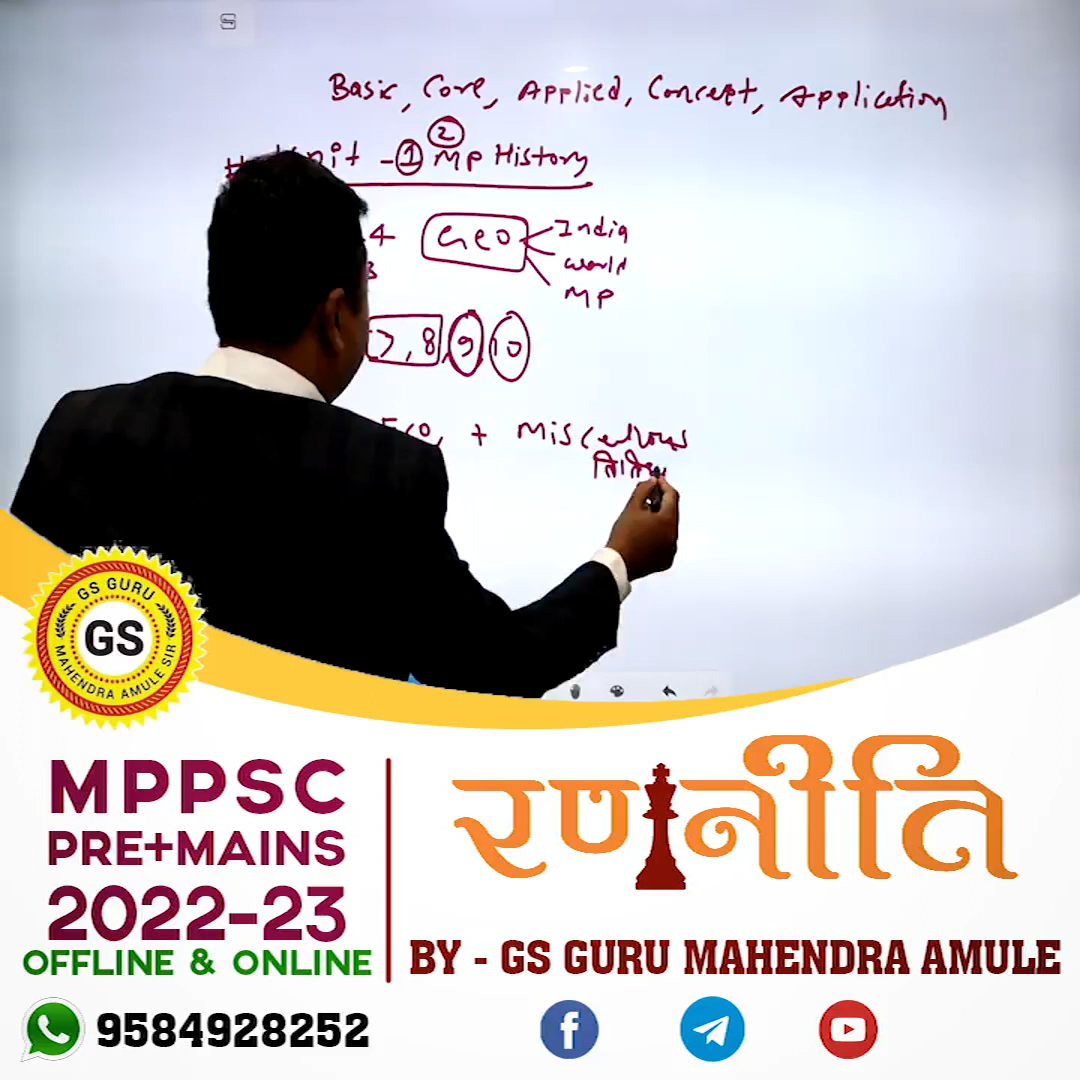 Basic, Core, Applied, Concept, Application
nit - 1 2 MP History
4 Geo India
World
MP
7, 8, 9 10
Eco, +
GS GURU
GS
MAHENDRA AMULE SIR
MPPSC
PRE+MAINS
2022-23
OFFLINE & ONLINE
रणनीति
BY - GS GURU MAHENDRA AMULE
9584928252